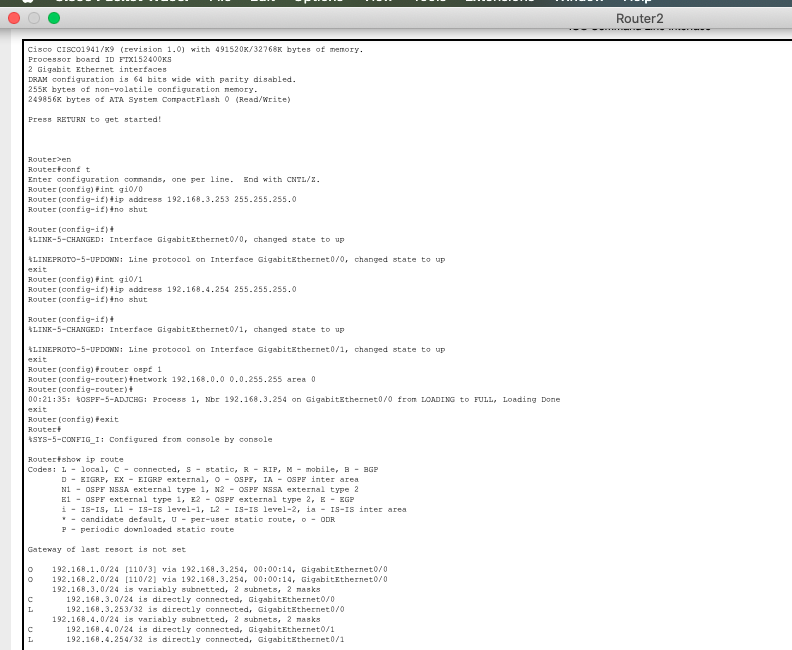 Router2
Cisco CISCO1941/K9 (revision 1.0) with 491520K/32768K bytes of memory.
Processor board ID FTX152400KS
2 Gigabit Ethernet interfaces
DRAM configuration is 64 bits wide with parity disabled.
255K bytes of non-volatile configuration memory.
249856K bytes of ATA System CompactFlash 0 (Read/Write)
Press RETURN to get started!
Router>en
Router#conf t
Enter configuration commands, one per line.  End with CNTL/Z.
Router(config)#int gi0/0
Router(config-if)#ip address 192.168.3.253 255.255.255.0
Router(config-if)#no shut
Router(config-if)#
%LINK-5-CHANGED: Interface GigabitEthernet0/0, changed state to up
%LINEPROTO-5-UPDOWN: Line protocol on Interface GigabitEthernet0/0, changed state to up
exit
Router(config)#int gi0/1
Router(config-if)#ip address 192.168.4.254 255.255.255.0
Router(config-if)#no shut
Router(config-if)#
%LINK-5-CHANGED: Interface GigabitEthernet0/1, changed state to up
%LINEPROTO-5-UPDOWN: Line protocol on Interface GigabitEthernet0/1, changed state to up
exit
Router(config)#router ospf 1
Router(config-router)#network 192.168.0.0 0.0.255.255 area 0
Router(config-router)#
00:21:35: %OSPF-5-ADJCHG: Process 1, Nbr 192.168.3.254 on GigabitEthernet0/0 from LOADING to FULL, Loading Done
exit
Router(config)#exit
Router#
%SYS-5-CONFIG_I: Configured from console by console
Router#show ip route
Codes: L - local, C - connected, S - static, R - RIP, M - mobile, B - BGP
D - EIGRP, EX - EIGRP external, O - OSPF, IA - OSPF inter area
N1 - OSPF NSSA external type 1, N2 - OSPF NSSA external type 2
E1 - OSPF external type 1, E2 - OSPF external type 2, E - EGP
i - IS-IS, L1 - IS-IS level-1, L2 - IS-IS level-2, ia - IS-IS inter area
* - candidate default, U - per-user static route, o - ODR
P - periodic downloaded static route
Gateway of last resort is not set
O    192.168.1.0/24 [110/3] via 192.168.3.254, 00:00:14, GigabitEthernet0/0
O    192.168.2.0/24 [110/2] via 192.168.3.254, 00:00:14, GigabitEthernet0/0
192.168.3.0/24 is variably subnetted, 2 subnets, 2 masks
C       192.168.3.0/24 is directly connected, GigabitEthernet0/0
L       192.168.3.253/32 is directly connected, GigabitEthernet0/0
192.168.4.0/24 is variably subnetted, 2 subnets, 2 masks
C       192.168.4.0/24 is directly connected, GigabitEthernet0/1
L       192.168.4.254/32 is directly connected, GigabitEthernet0/1